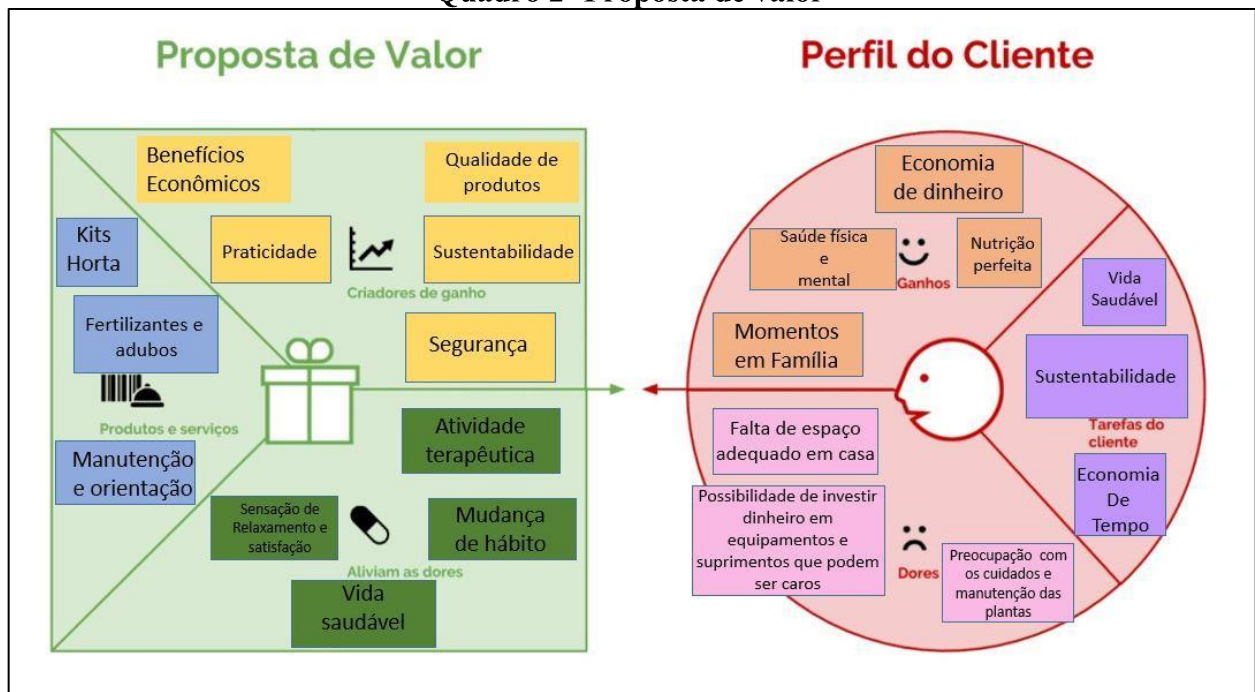 Quadro 2- Proposta de valor
Proposta de Valor
Benefícios
Econômicos
Qualidade de
produtos
Kits
Horta
Praticidade
Sustentabilidade
Criadores de ganho
Fertilizantes e
adubos
Segurança
Produtos e serviços
Manutenção
e orientação
Atividade
terapêutica
Sensação de
Relaxamento e
satisfação
Mudança
de hábito
Aliviam as dores
Vida
saudável
Perfil do Cliente
Economia
de dinheiro
Saúde física
e
mental
Nutrição
perfeita
Ganhos
Momentos
em Família
Vida
Saudável
Sustentabilidade
Tarefas do
cliente
Economia
De
Tempo
Falta de espaço
adequado em casa
Possibilidade de investir
dinheiro em
equipamentos e
suprimentos que podem
ser caros
Dores
Preocupação com
os cuidados e
manutenção das
plantas